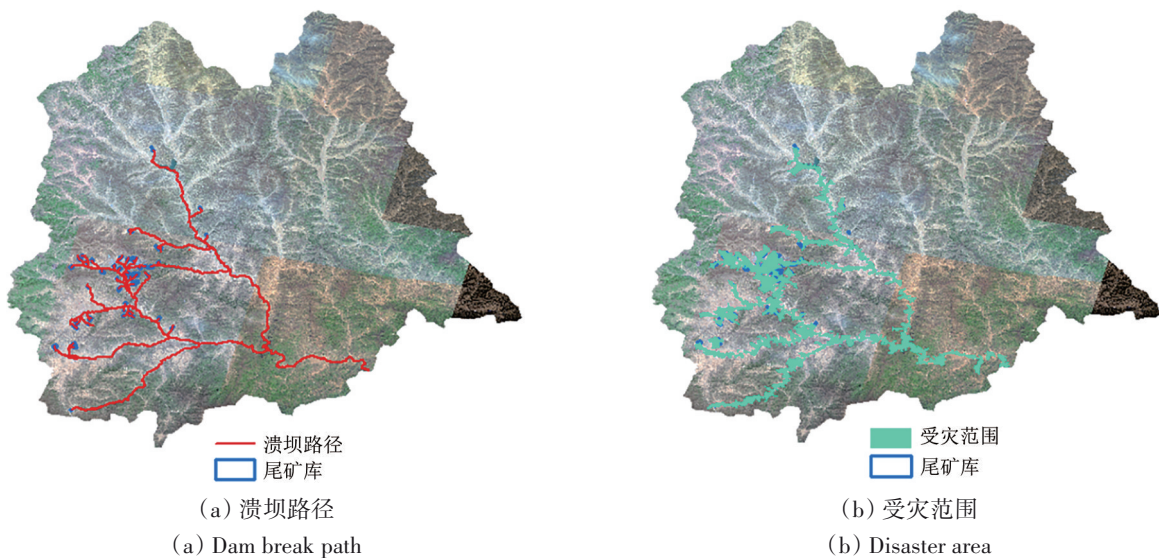 溃坝路径
尾矿库
(a) 溃坝路径
(a) Dam break path
受灾范围
尾矿库
(b) 受灾范围
(b) Disaster area